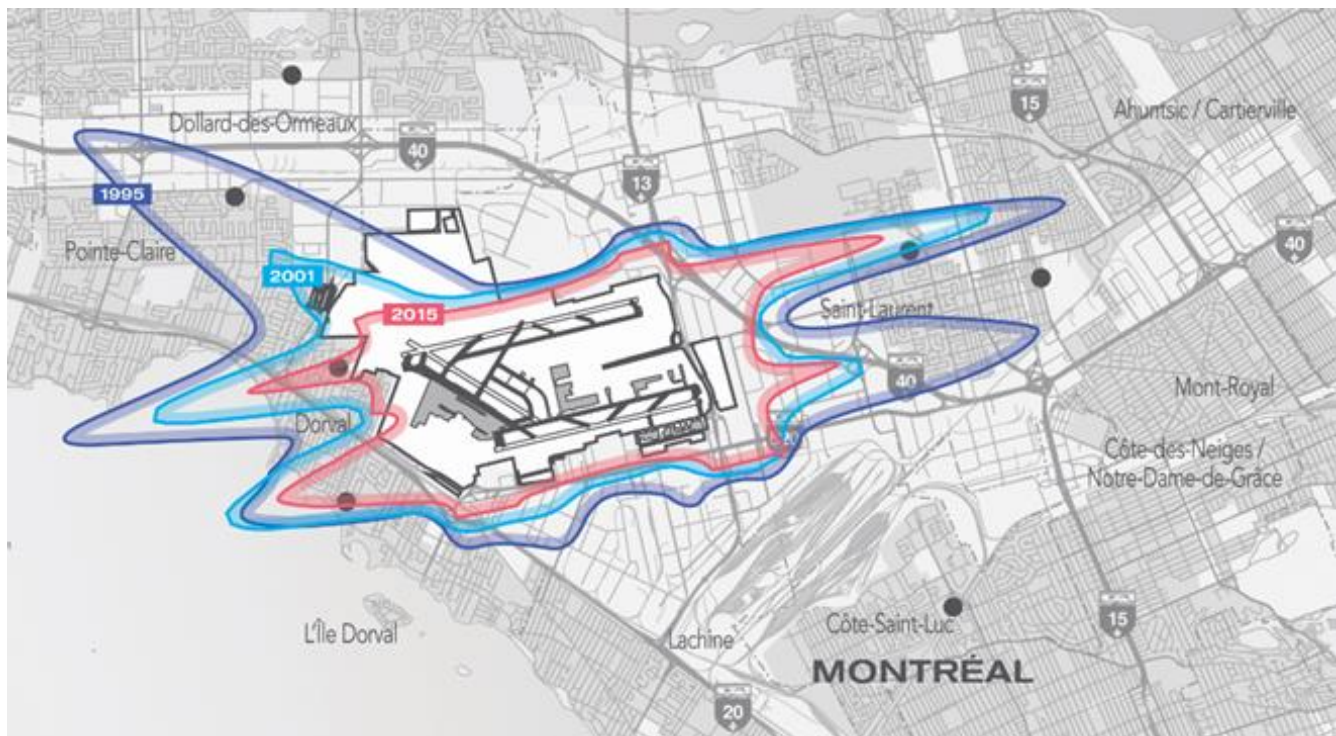 Dollard-des-Ormeaux
40
13
15
Ahuntsic / Cartierville
1995
Pointe-Claire
2001
2015
40
Saint-Laurent
40
Mont-Royal
Dorval
Côte-des-Neiges /
Notre-Dame-de-Grâce
L'Île Dorval
Lachine
Côte-Saint-Luc
15
MONTRÉAL
20